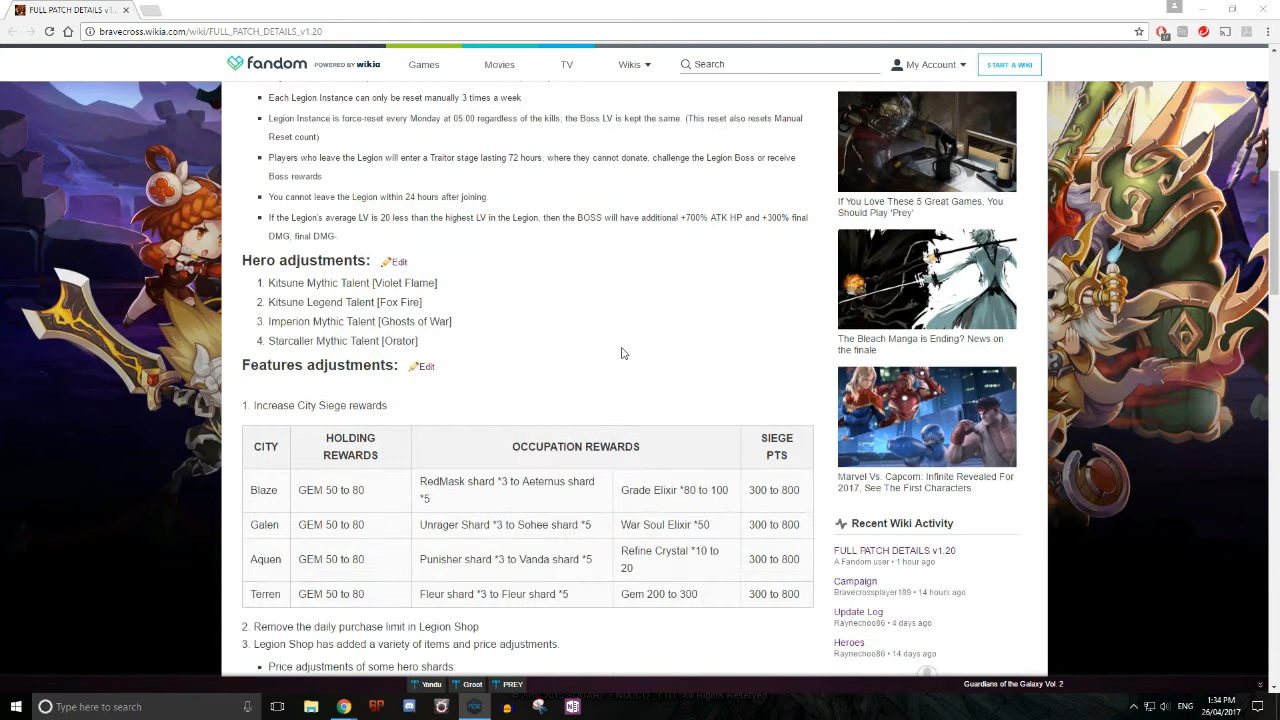 FULL PATCH DETAILS v1.2
bravecross.wikia.com/wiki/FULL_PATCH_DETAILS_v1.20
fandom POWERED BY wikia
Games
Movies
TV
Wikis
Search
My Account
START A WIKI
Each Legion Instance can only be reset manually 3 times a week
Legion Instance is force-reset every Monday at 05:00 regardless of the kills; the Boss LV is kept the same. (This reset also resets Manual
Reset count)
Players who leave the Legion will enter a Traitor stage lasting 72 hours, where they cannot donate, challenge the Legion Boss or receive
Boss rewards.
You cannot leave the Legion within 24 hours after joining.
If the Legion's average LV is 20 less than the highest LV in the Legion, then the BOSS will have additional +700% ATK HP and +300% final
DMG, final DMG-.
Hero adjustments: Edit
1. Kitsune Mythic Talent [Violet Flame]
2. Kitsune Legend Talent [Fox Fire]
3. Imperion Mythic Talent [Ghosts of War]
4. Starcaller Mythic Talent [Orator]
Features adjustments: Edit
1. Increase City Siege rewards
CITY HOLDING REWARDS OCCUPATION REWARDS SIEGE PTS
Blaze GEM 50 to 80 RedMask shard *3 to Aeternus shard *5 Grade Elixir *80 to 100 300 to 800
Galen GEM 50 to 80 Unrager Shard *3 to Sohee shard *5 War Soul Elixir *50 300 to 800
Aquen GEM 50 to 80 Punisher shard *3 to Vanda shard *5 Refine Crystal *10 to 20 300 to 800
Terren GEM 50 to 80 Fleur shard *3 to Fleur shard *5 Gem 200 to 300 300 to 800
2. Remove the daily purchase limit in Legion Shop
3. Legion Shop has added a variety of items and price adjustments.
Price adjustments of some hero shards:
If You Love These 5 Great Games, You
Should Play 'Prey'
The Bleach Manga is Ending? News on
the finale
Marvel Vs. Capcom: Infinite Revealed For
2017, See The First Characters
Recent Wiki Activity
FULL PATCH DETAILS v1.20
A Fandom user • 1 hour ago
Campaign
Bravecrossplayer189 • 14 hours ago
Update Log
Raynechoo86 • 4 days ago
Heroes
Raynechoo86 • 14 days ago
Yondu
Groot
PREY
Guardians of the Galaxy Vol. 2
Type here to search
1:34 PM
26/04/2017